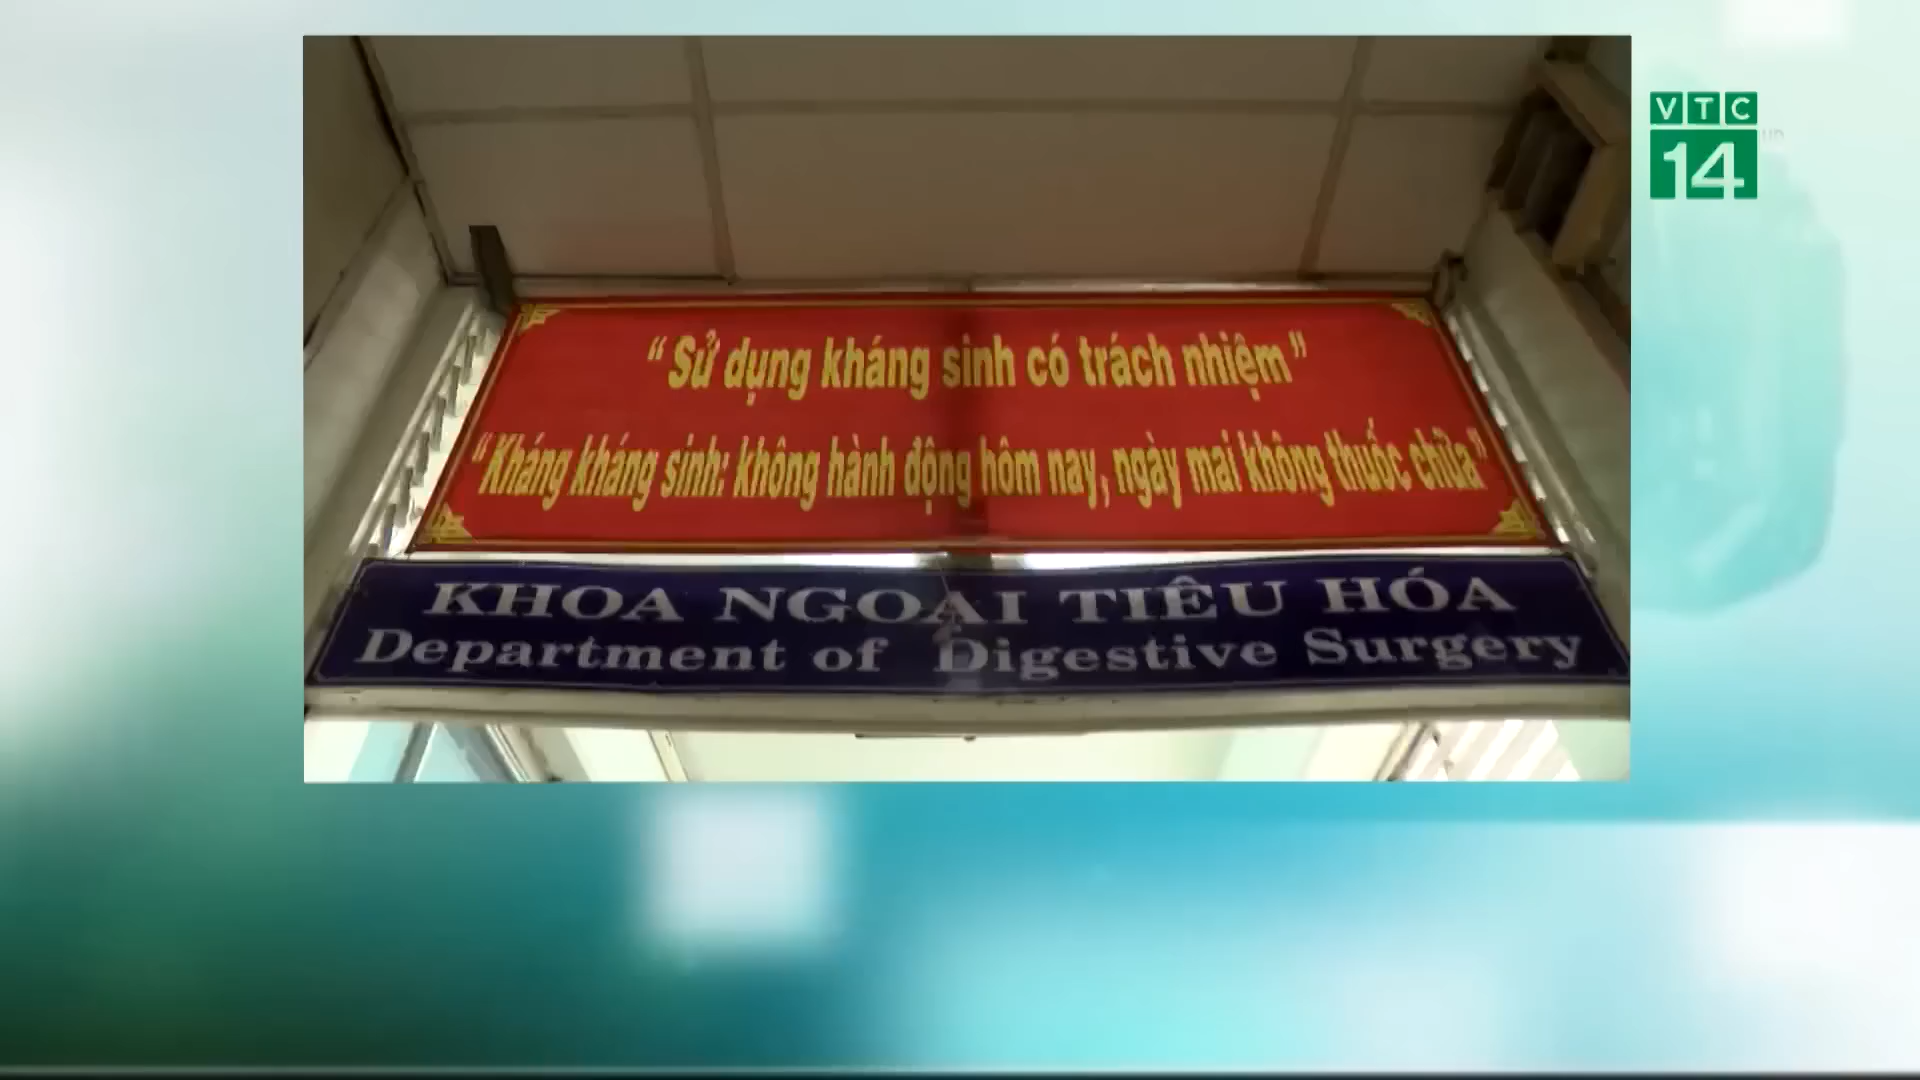 VTC
14
HD
“Sử dụng kháng sinh có trách nhiệm”
“Kháng kháng sinh: không hành động hôm nay, ngày mai không thuốc chữa”
KHOA NGOẠI TIÊU HÓA
Department of Digestive Surgery